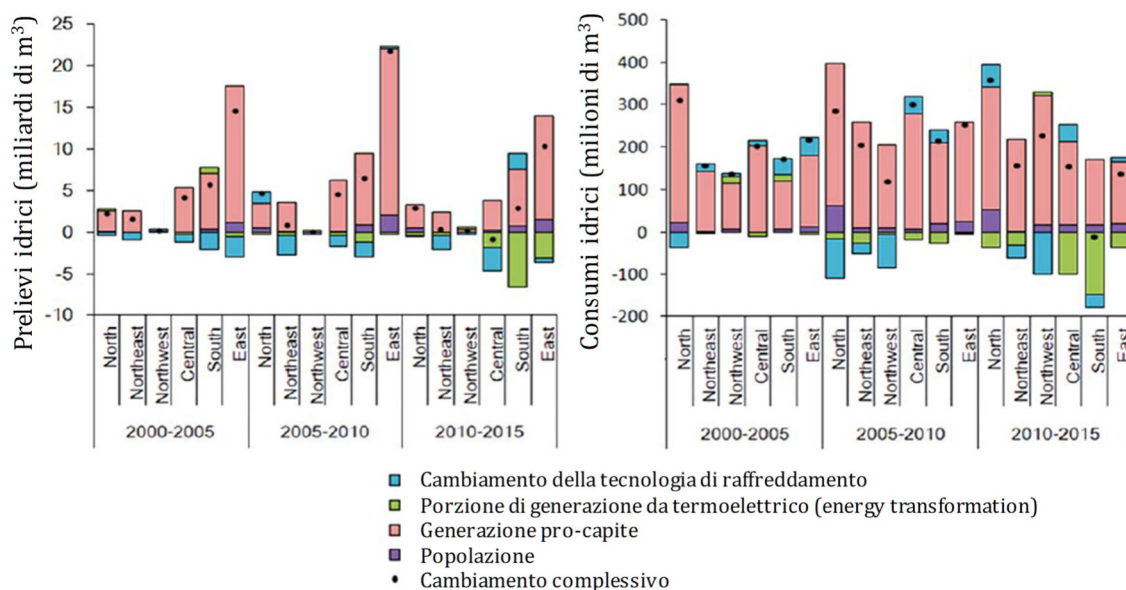 Prelievi idrici (miliardi di m³)
25
20
15
10
5
0
-5
-10
North
Northeast
Northwest
Central
South
East
North
Northeast
Northwest
Central
South
East
North
Northeast
Northwest
Central
South
East
2000-2005
2005-2010
2010-2015
Consumi idrici (milioni di m³)
500
400
300
200
100
0
-100
-200
North
Northeast
Northwest
Central
South
East
North
Northeast
Northwest
Central
South
East
North
Northeast
Northwest
Central
South
East
2000-2005
2005-2010
2010-2015
Cambiamento della tecnologia di raffreddamento
Porzione di generazione da termoelettrico (energy transformation)
Generazione pro-capite
Popolazione
Cambiamento complessivo